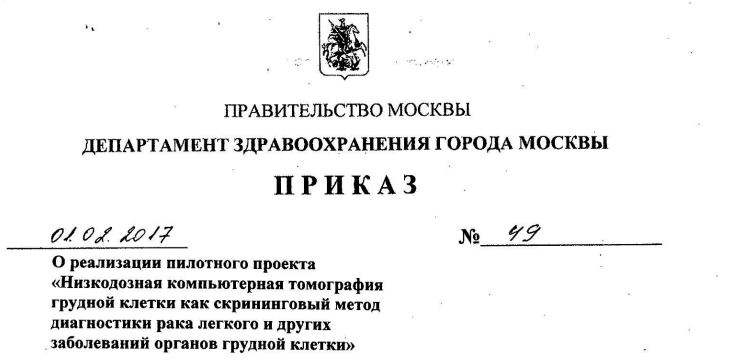 ПРАВИТЕЛЬСТВО МОСКВЫ
ДЕПАРТАМЕНТ ЗДРАВООХРАНЕНИЯ ГОРОДА МОСКВЫ
ПРИКАЗ
01.02.2017 № 49
О реализации пилотного проекта
«Низкодозная компьютерная томография
грудной клетки как скрининговый метод
диагностики рака легкого и других
заболеваний органов грудной клетки»